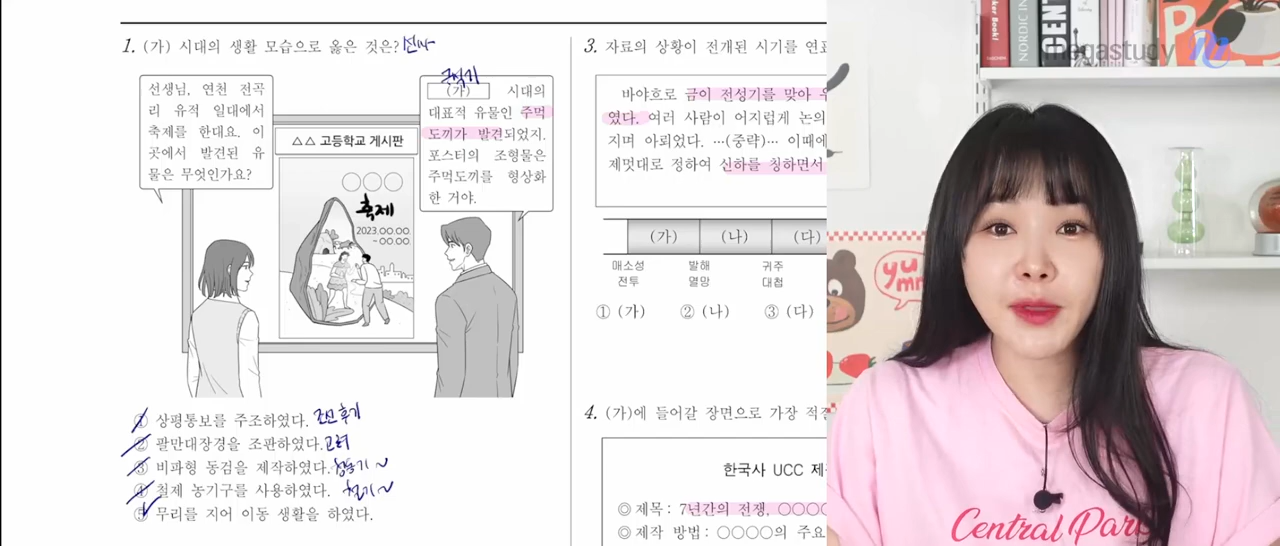 1. (가) 시대의 생활 모습으로 옳은 것은? 선사
선생님, 연천 전곡
리 유적 일대에서
축제를 한대요. 이
곳에서 발견된 유
물은 무엇인가요?
구석기
(가) 시대의
대표적 유물인 주먹
도끼가 발견되었지.
포스터의 조형물은
주먹도끼를 형상화
한 거야.
△△ 고등학교 게시판
○○○
축제
2023.○○.○○.
~○○.○○.
① 상평통보를 주조하였다. 조선 후기
② 팔만대장경을 조판하였다. 고려
③ 비파형 동검을 제작하였다. 청동기 ~
④ 철제 농기구를 사용하였다. 철기 ~
⑤ 무리를 지어 이동 생활을 하였다.
3. 자료의 상황이 전개된 시기를 연표
바야흐로 금이 전성기를 맞아 우
였다. 여러 사람이 어지럽게 논의
지며 아뢰었다. …(중략)… 이때에
제멋대로 정하여 신하를 칭하면서
(가) (나) (다)
매소성 발해 귀주
전투 멸망 대첩
① (가) ② (나) ③ (다)
4. (가)에 들어갈 장면으로 가장 적절
한국사 UCC 제
◎ 제목: 7년간의 전쟁. ○○○○
◎ 제작 방법: ○○○○의 주요
megastudy
NORDIC IN
yu
Central Park